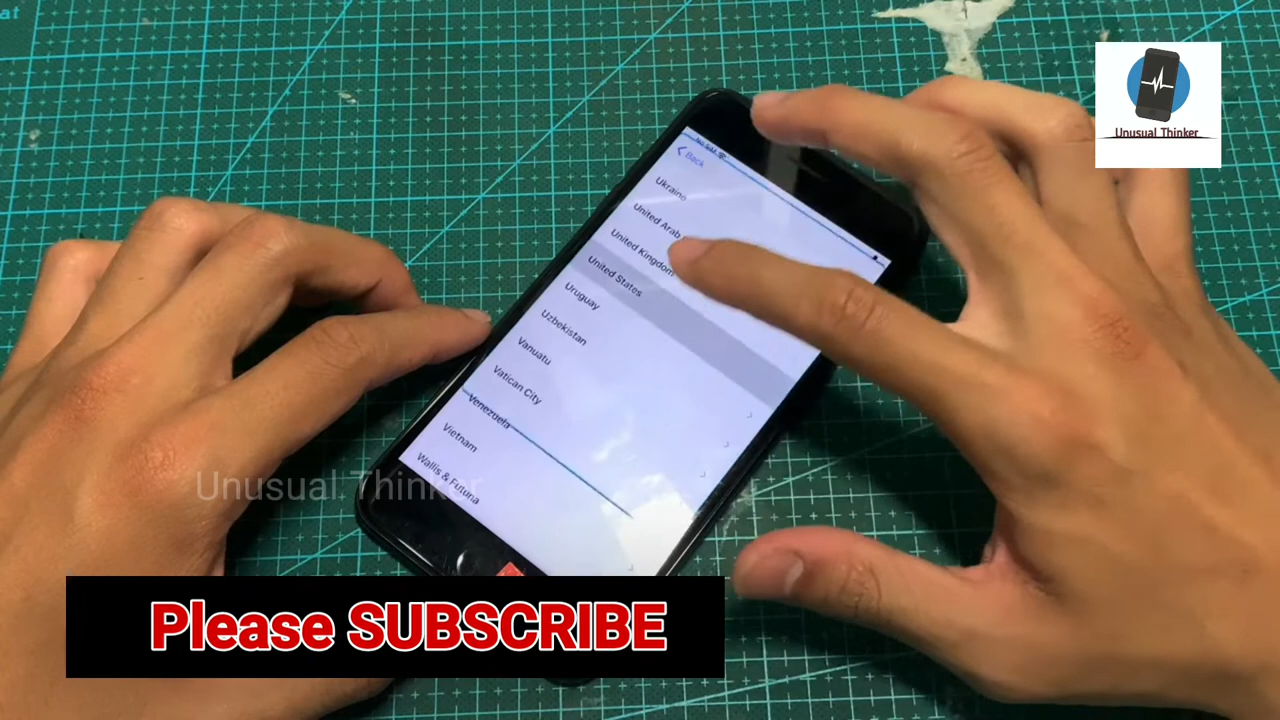 Unusual Thinker
Back
Ukraine
United Arab
United Kingdom
United States
Uruguay
Uzbekistan
Vanuatu
Vatican City
Venezuela
Vietnam
Wallis & Futuna
Unusual Thinker
Please SUBSCRIBE